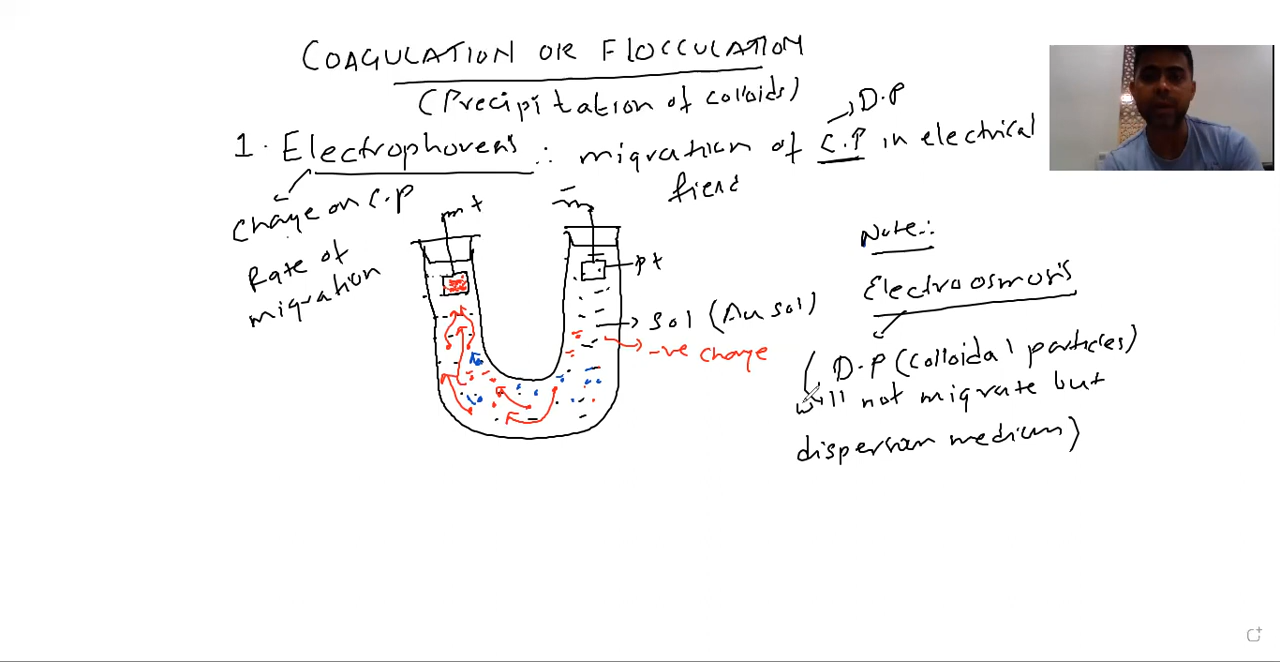 COAGULATION OR FLOCCULATION
(Precipitation of colloids)
D.P
1. Electrophoresis :. migration of C.P in electrical
field
Charge on C.P
Rate of
migration
+
-
pt
Sol (Au sol)
-ve charge
Note:.
Electroosmosis
(D.P (colloidal particles)
will not migrate but
dispersion medium)